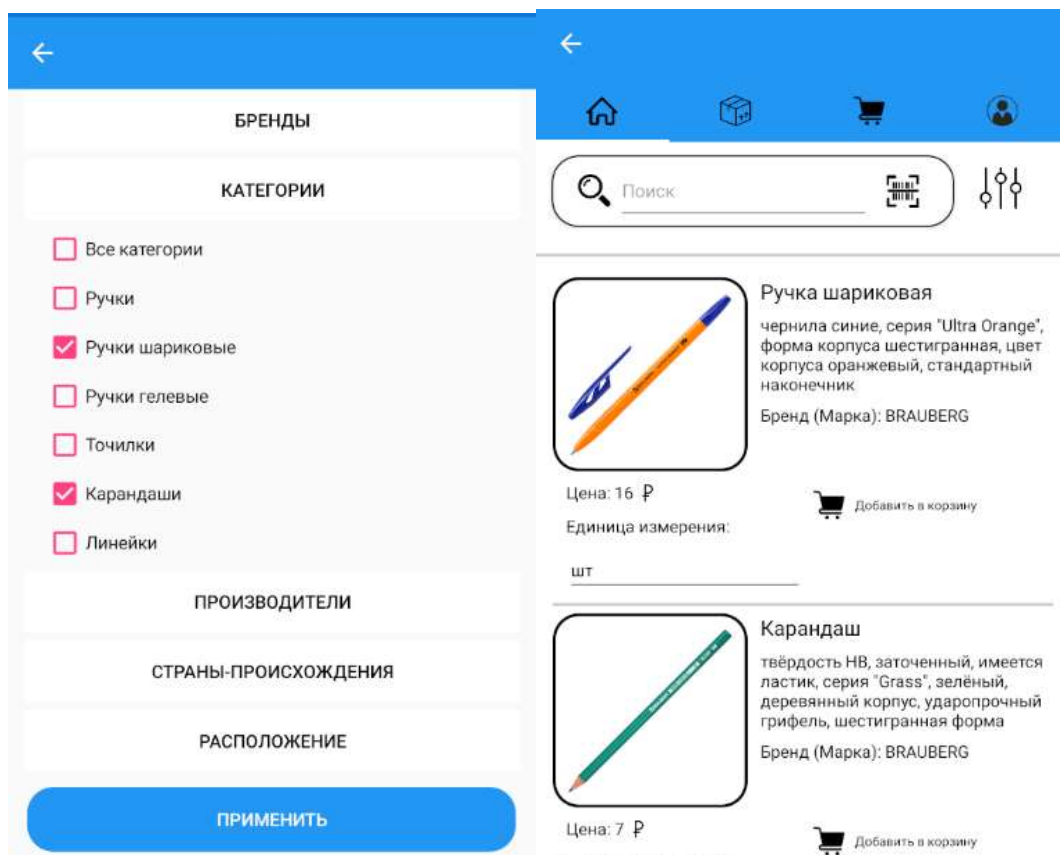 БРЕНДЫ
КАТЕГОРИИ
Все категории
Ручки
Ручки шариковые
Ручки гелевые
Точилки
Карандаши
Линейки
ПРОИЗВОДИТЕЛИ
СТРАНЫ-ПРОИСХОЖДЕНИЯ
РАСПОЛОЖЕНИЕ
ПРИМЕНИТЬ
Поиск
Ручка шариковая
чернила синие, серия "Ultra Orange",
форма корпуса шестигранная, цвет
корпуса оранжевый, стандартный
наконечник
Бренд (Марка): BRAUBERG
Цена: 16 ₽
Добавить в корзину
Единица измерения:
шт
Карандаш
твёрдость HB, заточенный, имеется
ластик, серия "Grass", зелёный,
деревянный корпус, ударопрочный
грифель, шестигранная форма
Бренд (Марка): BRAUBERG
Цена: 7 ₽
Добавить в корзину